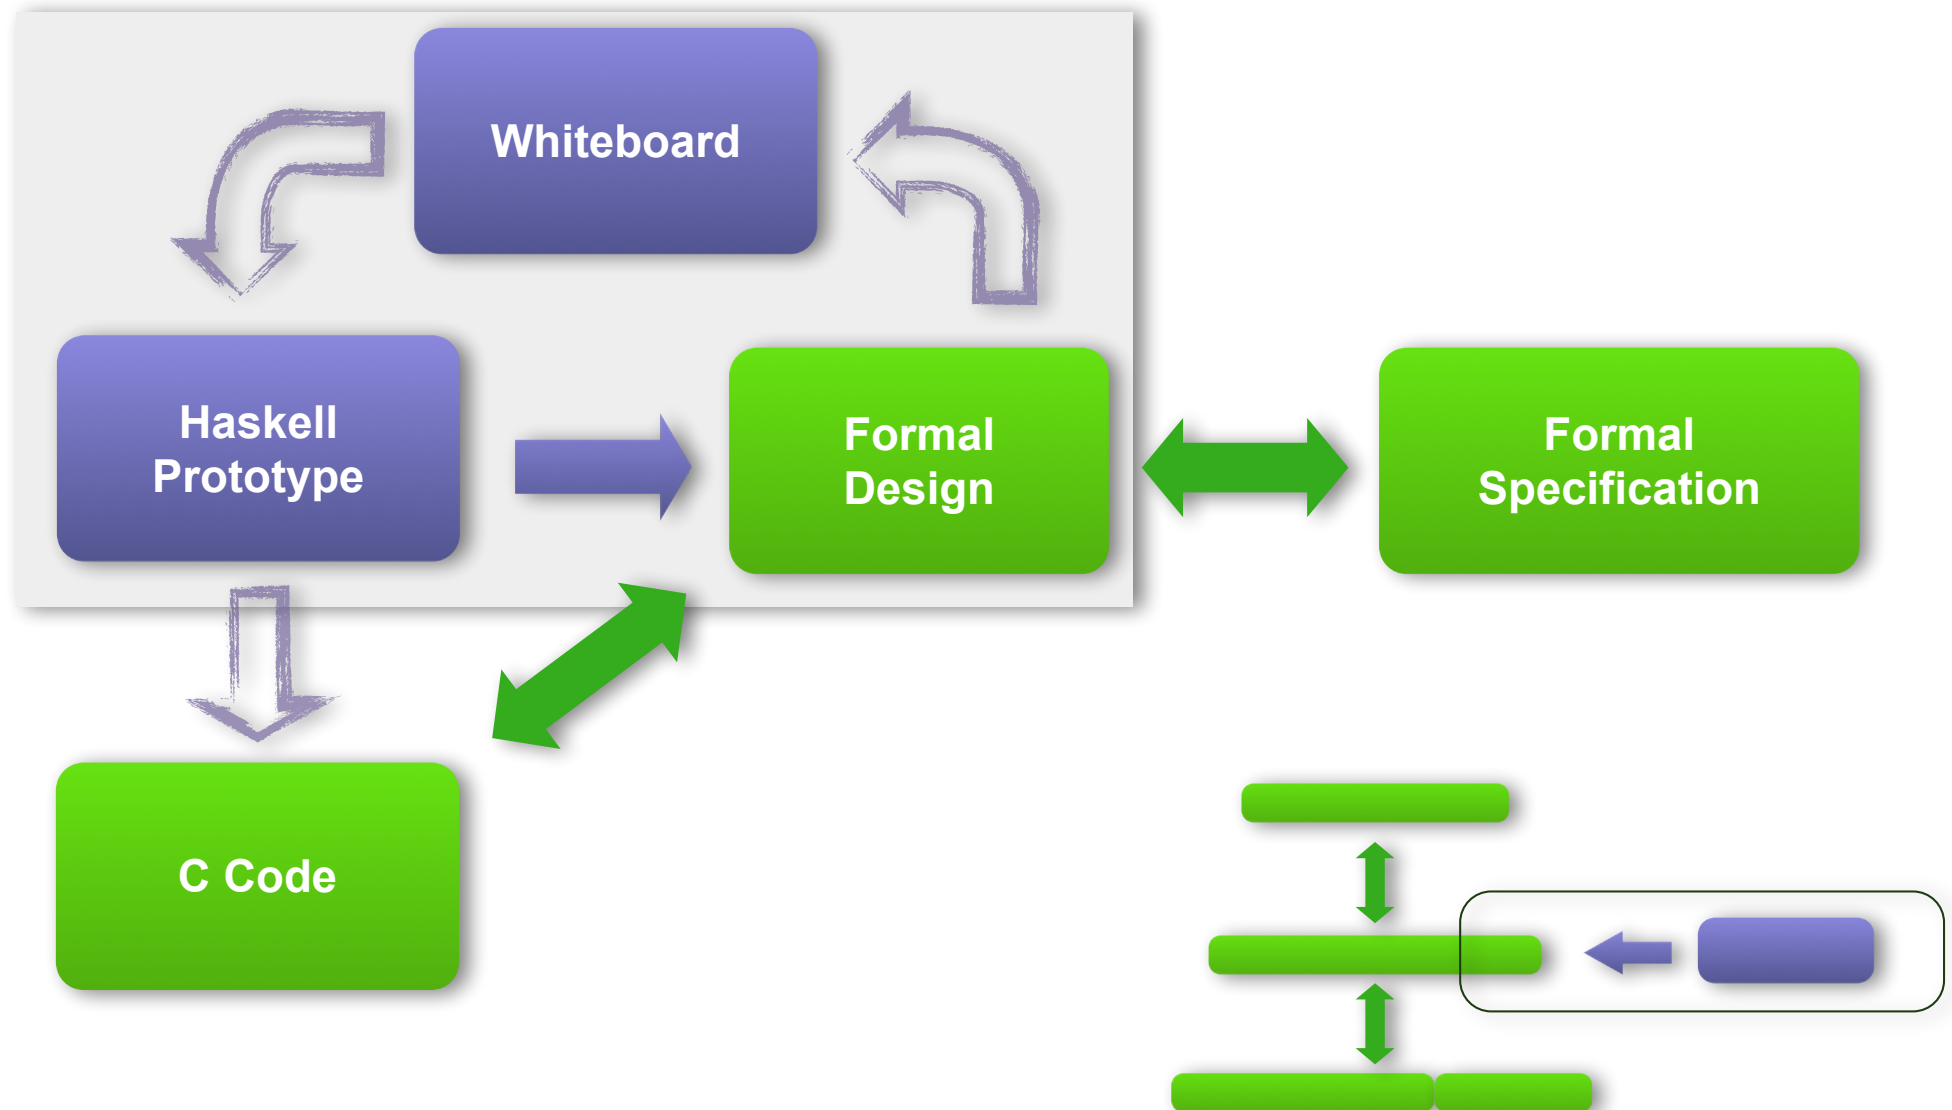 Whiteboard
Haskell
Prototype
Formal
Design
Formal
Specification
C Code